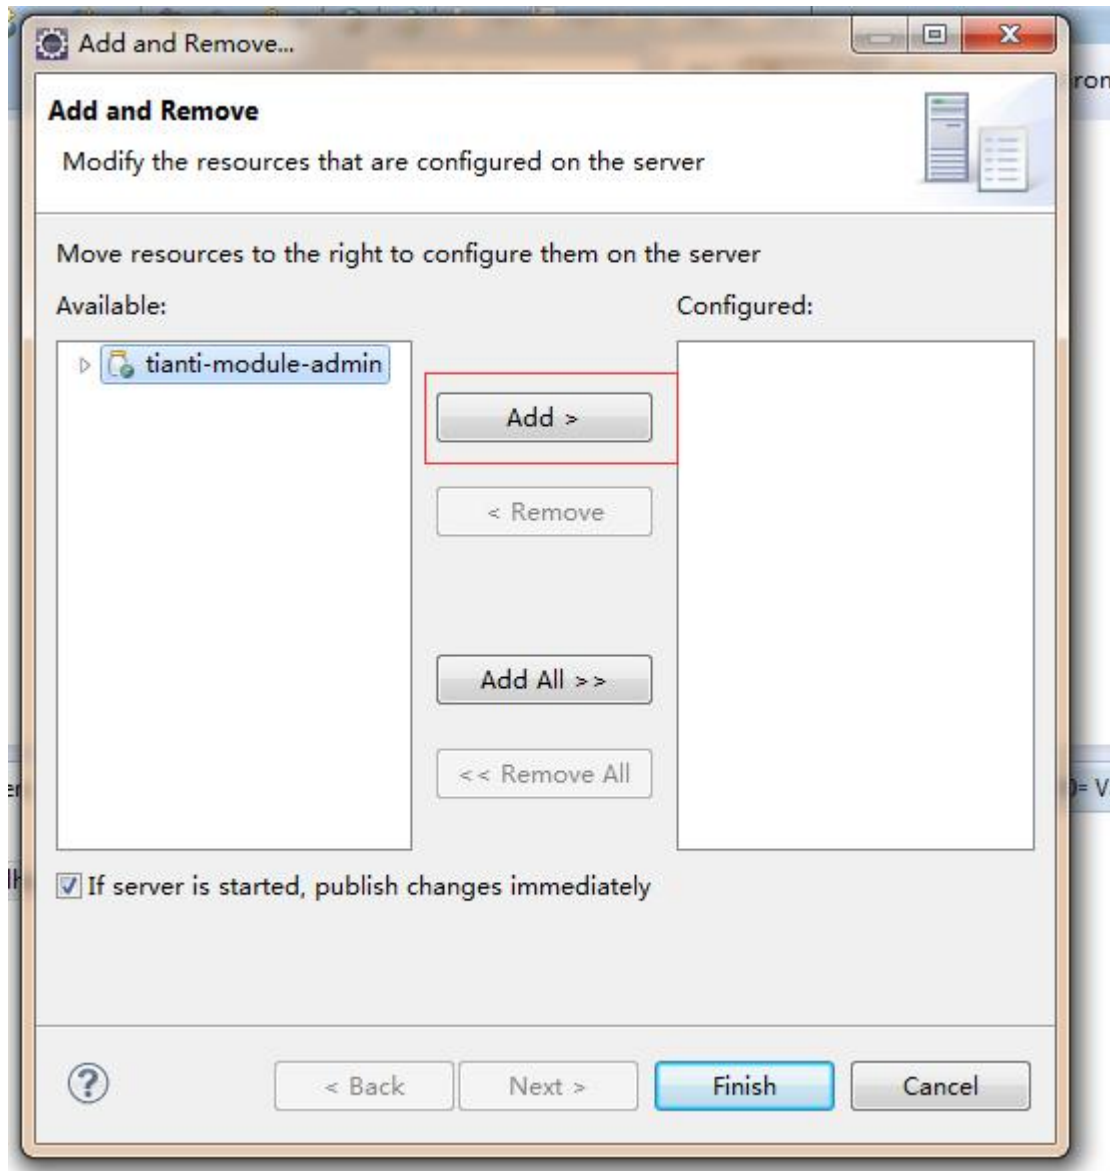 Add and Remove...
Add and Remove
Modify the resources that are configured on the server
Move resources to the right to configure them on the server
Available:
Configured:
tianti-module-admin
Add >
< Remove
Add All >>
<< Remove All
If server is started, publish changes immediately
< Back
Next >
Finish
Cancel